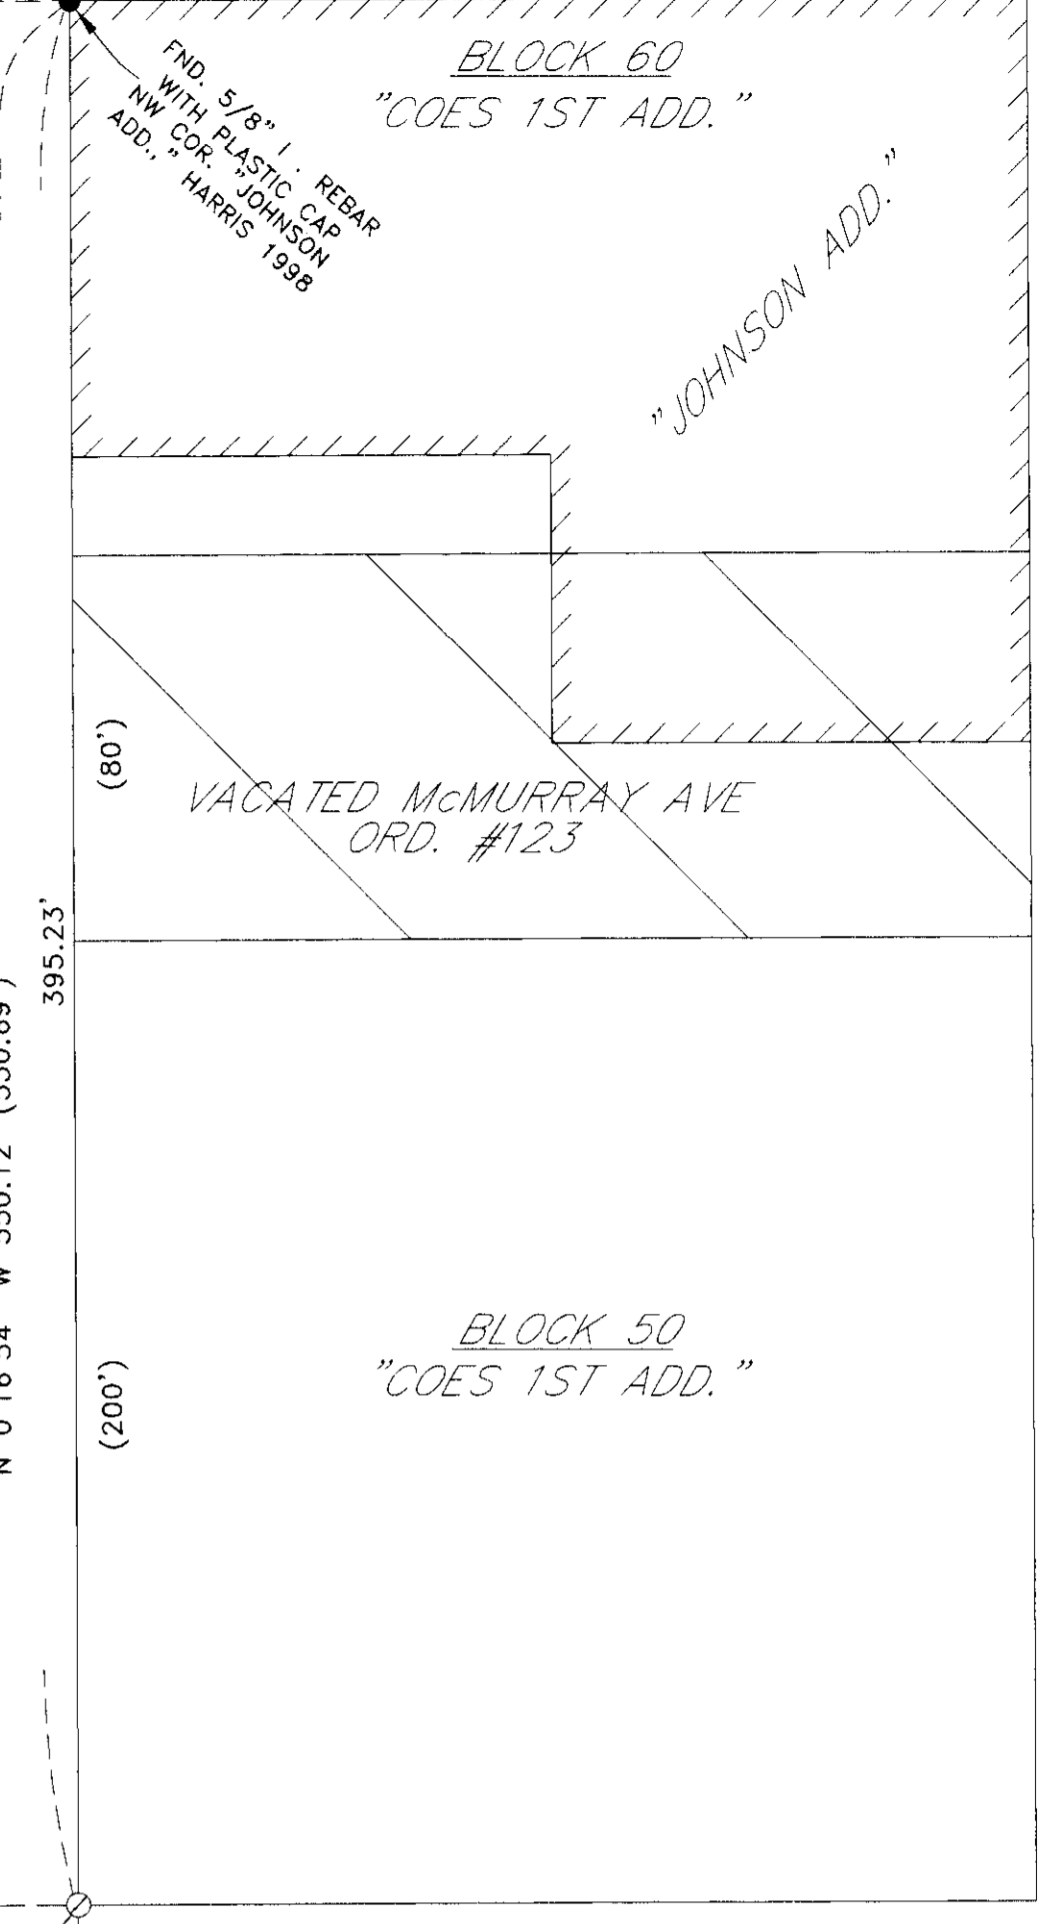 BLOCK 60
"COES 1ST ADD."
FND. 5/8" I. REBAR
WITH PLASTIC CAP
NW COR. "JOHNSON
ADD.," HARRIS 1998
"JOHNSON ADD."
(80')
VACATED McMURRAY AVE
ORD. #123
395.23'
(200')
BLOCK 50
"COES 1ST ADD."